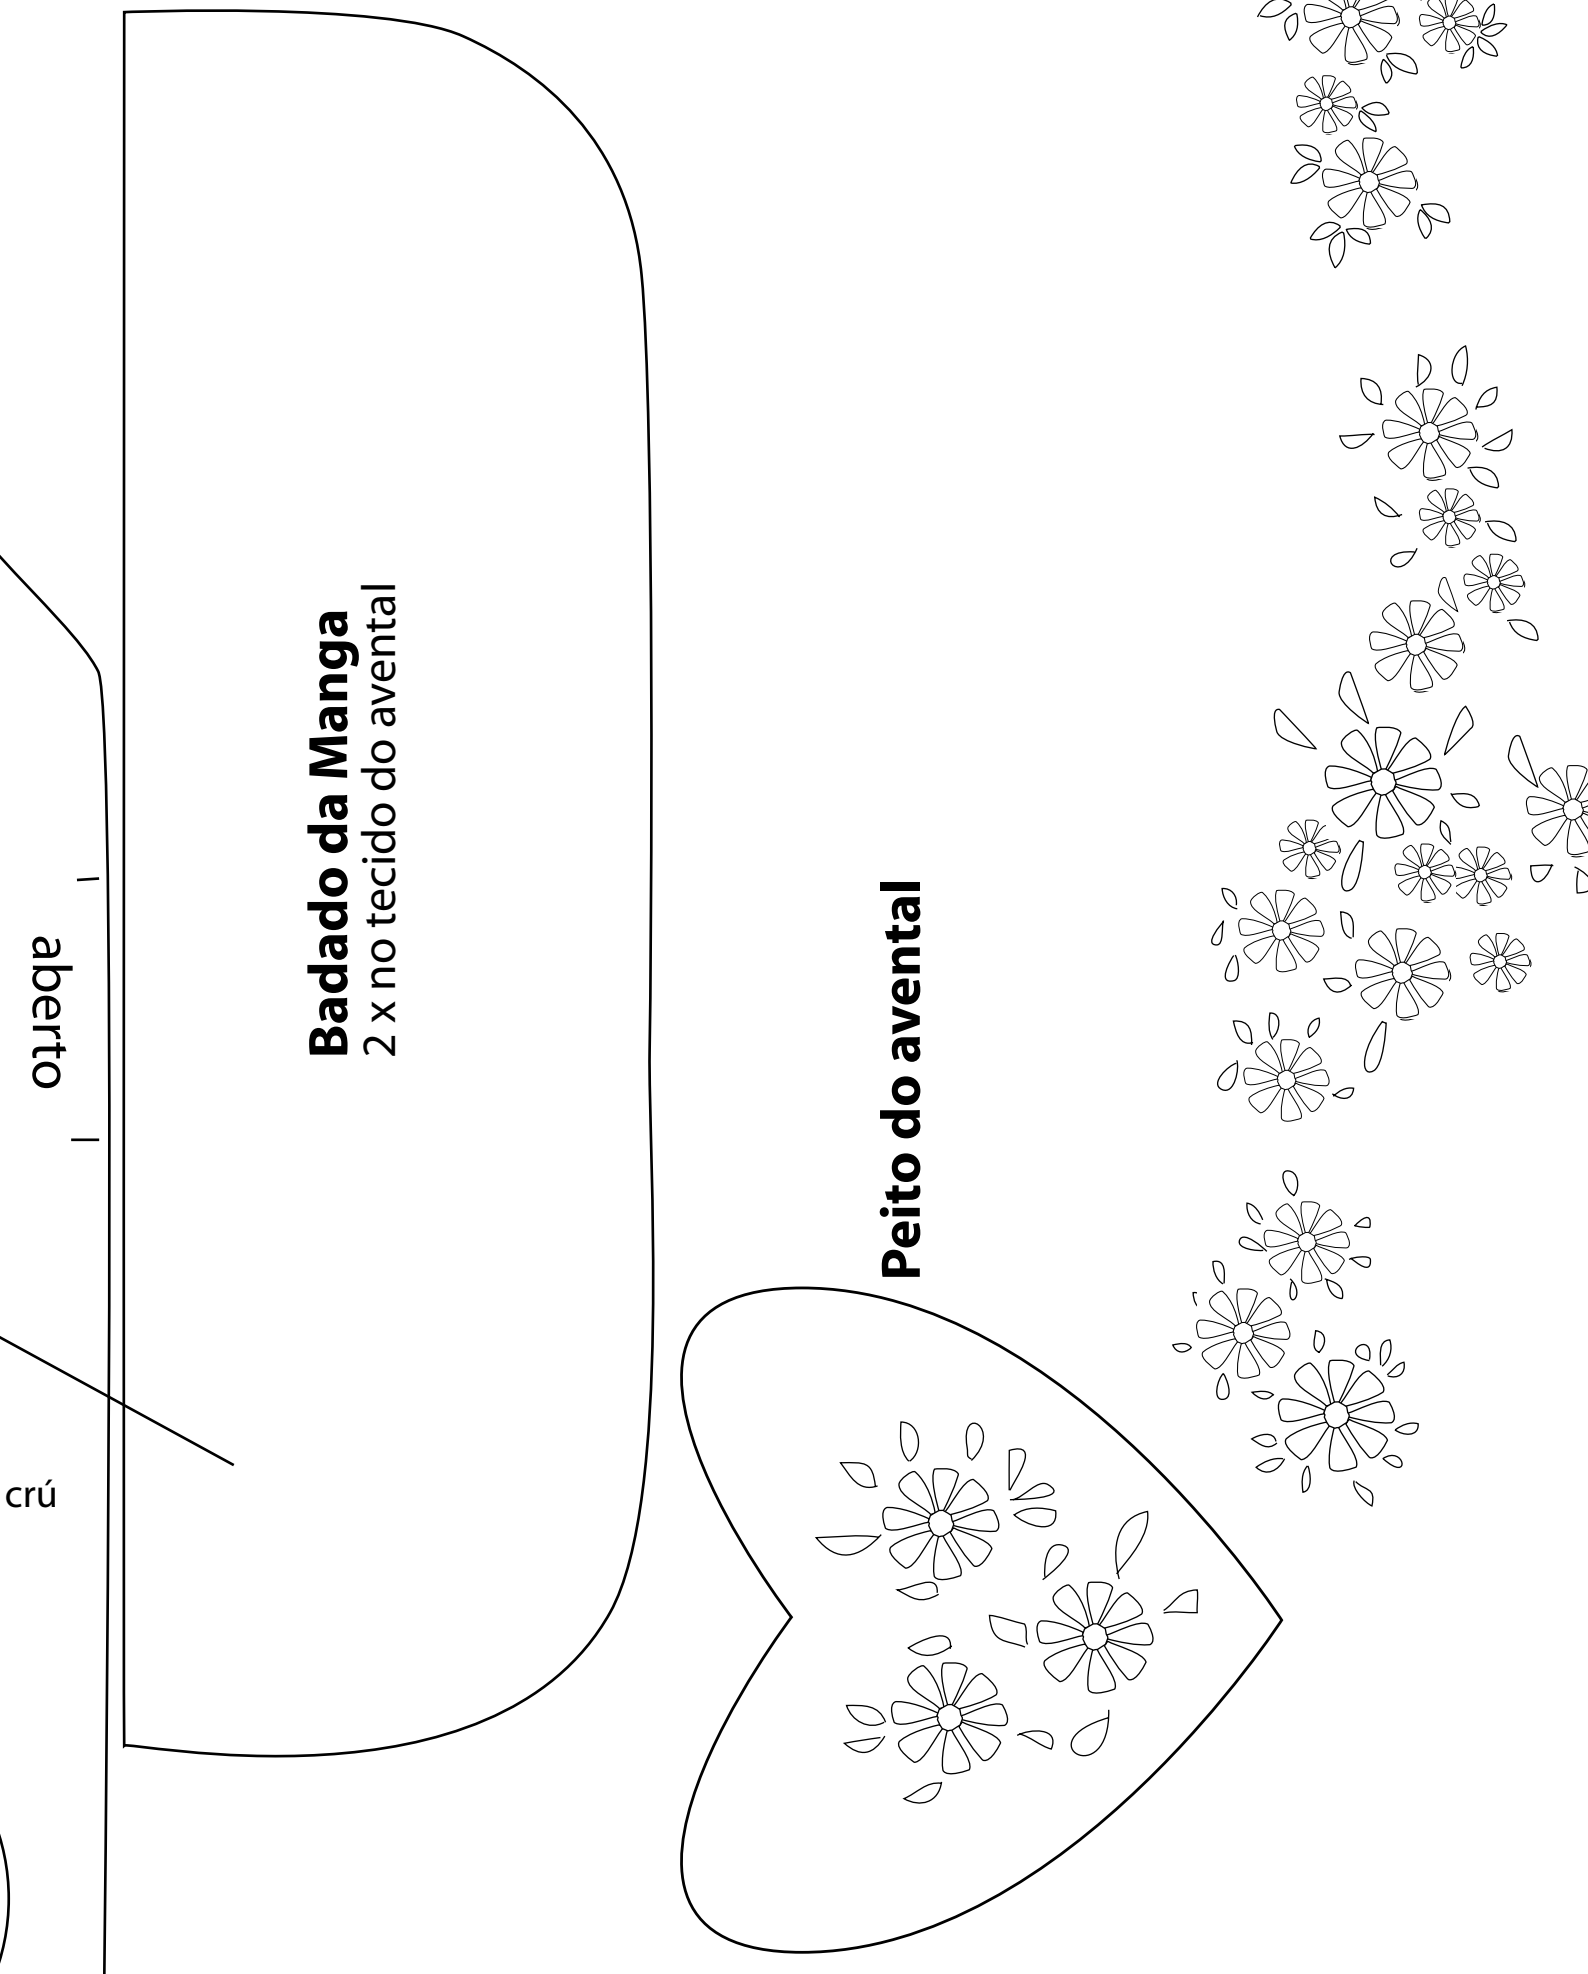 Badado da Manga
2 x no tecido do avental
Peito do avental
aberto
crú